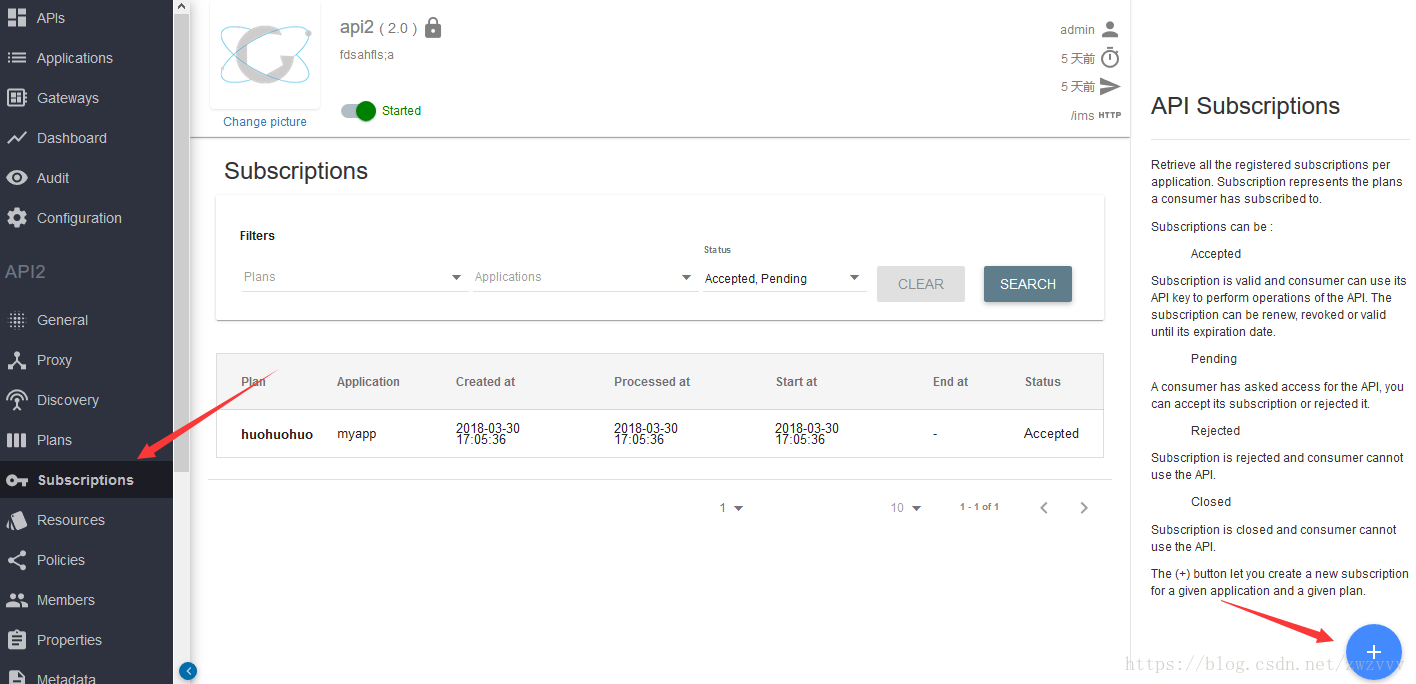 APIs
Applications
Gateways
Dashboard
Audit
Configuration
API2
General
Proxy
Discovery
Plans
Subscriptions
Resources
Policies
Members
Properties
Metadata
api2 ( 2.0 )
fdsahfls;a
Started
Change picture
admin
5 天前
5 天前
/ims HTTP
Subscriptions
Filters
Plans
Applications
Status
Accepted, Pending
CLEAR
SEARCH
Plan Application Created at Processed at Start at End at Status
huohuohuo myapp 2018-03-30 17:05:36 2018-03-30 17:05:36 2018-03-30 17:05:36 - Accepted
1 10 1 - 1 of 1
API Subscriptions
Retrieve all the registered subscriptions per
application. Subscription represents the plans
a consumer has subscribed to.
Subscriptions can be :
Accepted
Subscription is valid and consumer can use its
API key to perform operations of the API. The
subscription can be renew, revoked or valid
until its expiration date.
Pending
A consumer has asked access for the API, you
can accept its subscription or rejected it.
Rejected
Subscription is rejected and consumer cannot
use the API.
Closed
Subscription is closed and consumer cannot
use the API.
The (+) button let you create a new subscription
for a given application and a given plan.
+